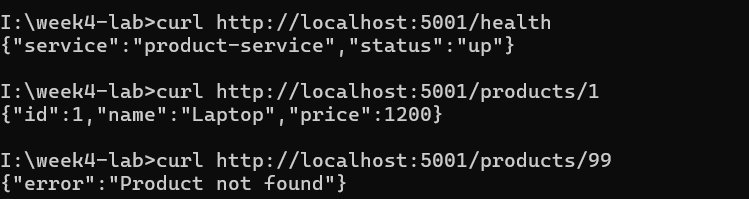 I:\week4-lab>curl http://localhost:5001/health
{"service":"product-service","status":"up"}
I:\week4-lab>curl http://localhost:5001/products/1
{"id":1,"name":"Laptop","price":1200}
I:\week4-lab>curl http://localhost:5001/products/99
{"error":"Product not found"}